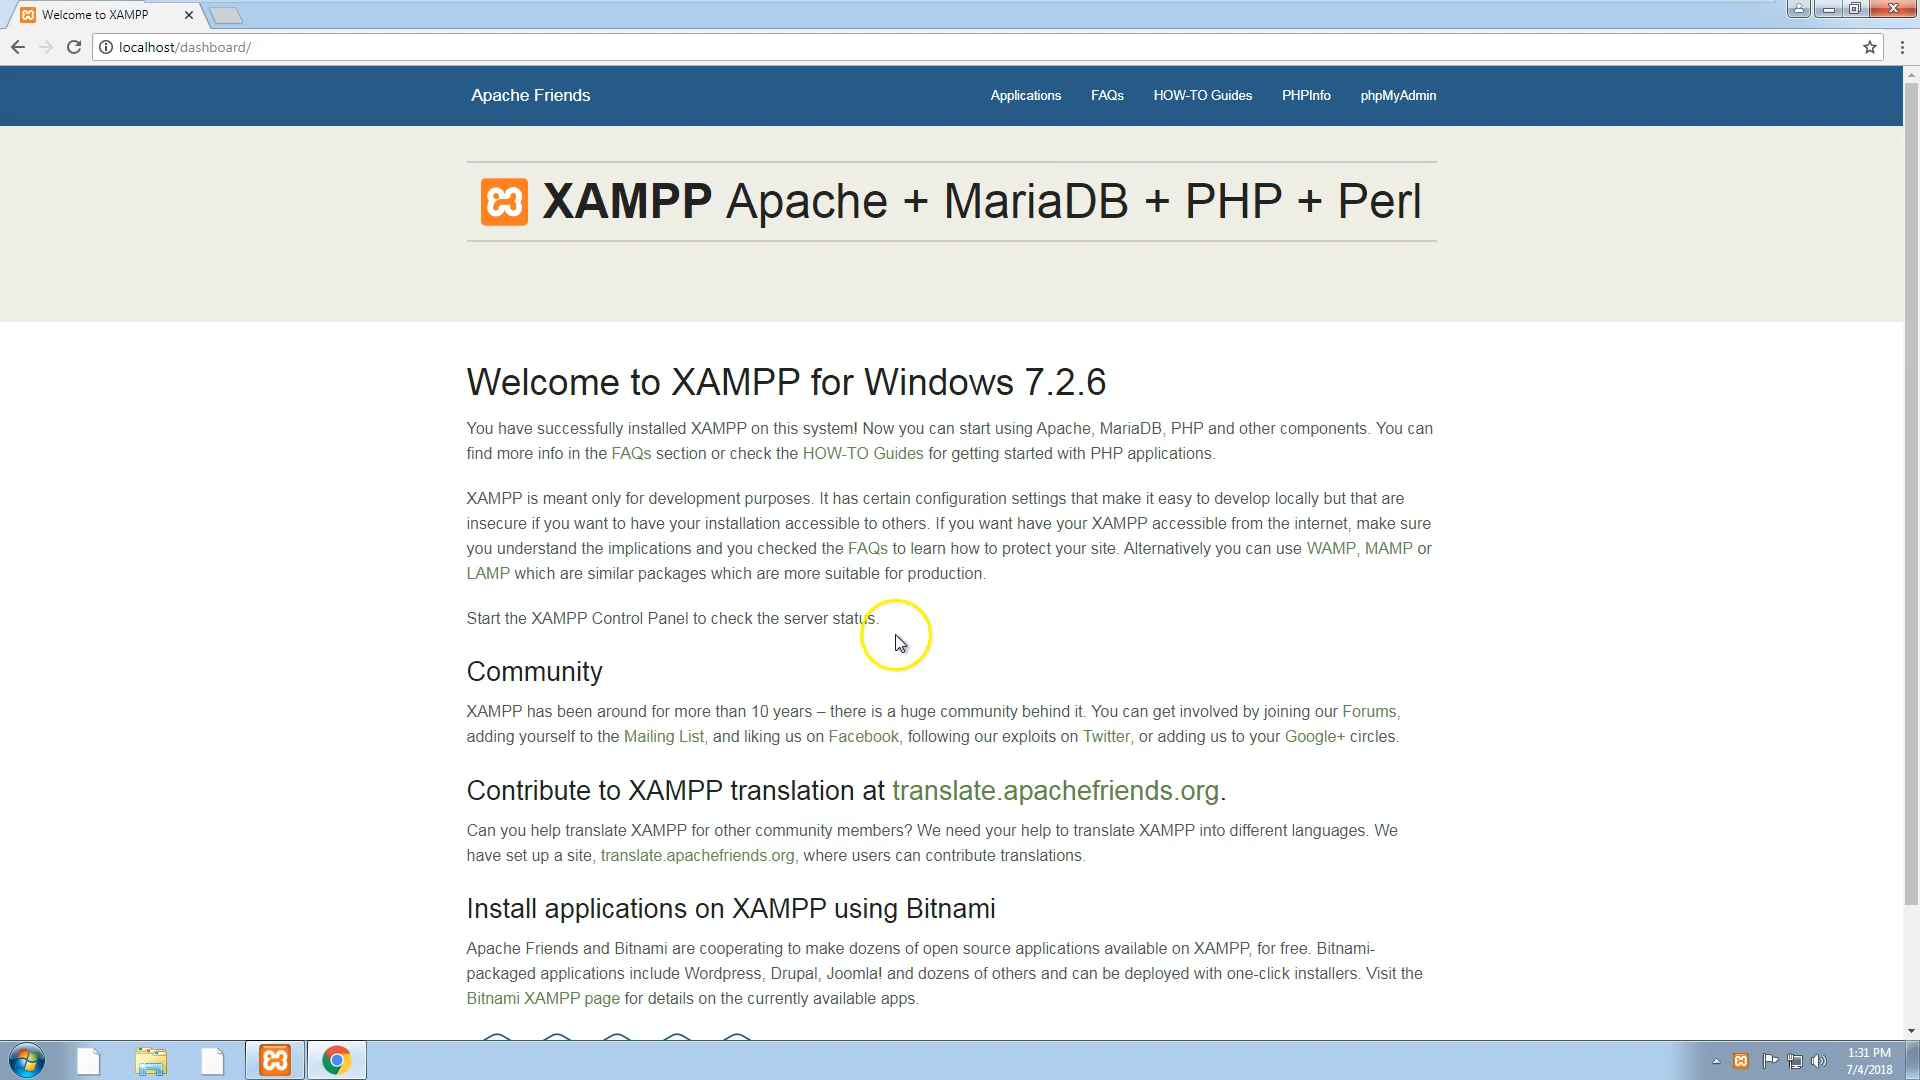 Welcome to XAMPP
localhost/dashboard/
Apache Friends
Applications
FAQs
HOW-TO Guides
PHPInfo
phpMyAdmin
XAMPP Apache + MariaDB + PHP + Perl
Welcome to XAMPP for Windows 7.2.6
You have successfully installed XAMPP on this system! Now you can start using Apache, MariaDB, PHP and other components. You can
find more info in the FAQs section or check the HOW-TO Guides for getting started with PHP applications.
XAMPP is meant only for development purposes. It has certain configuration settings that make it easy to develop locally but that are
insecure if you want to have your installation accessible to others. If you want have your XAMPP accessible from the internet, make sure
you understand the implications and you checked the FAQs to learn how to protect your site. Alternatively you can use WAMP, MAMP or
LAMP which are similar packages which are more suitable for production.
Start the XAMPP Control Panel to check the server status.
Community
XAMPP has been around for more than 10 years – there is a huge community behind it. You can get involved by joining our Forums,
adding yourself to the Mailing List, and liking us on Facebook, following our exploits on Twitter, or adding us to your Google+ circles.
Contribute to XAMPP translation at translate.apachefriends.org.
Can you help translate XAMPP for other community members? We need your help to translate XAMPP into different languages. We
have set up a site, translate.apachefriends.org, where users can contribute translations.
Install applications on XAMPP using Bitnami
Apache Friends and Bitnami are cooperating to make dozens of open source applications available on XAMPP, for free. Bitnami-
packaged applications include Wordpress, Drupal, Joomla! and dozens of others and can be deployed with one-click installers. Visit the
Bitnami XAMPP page for details on the currently available apps.
1:31 PM
7/4/2018